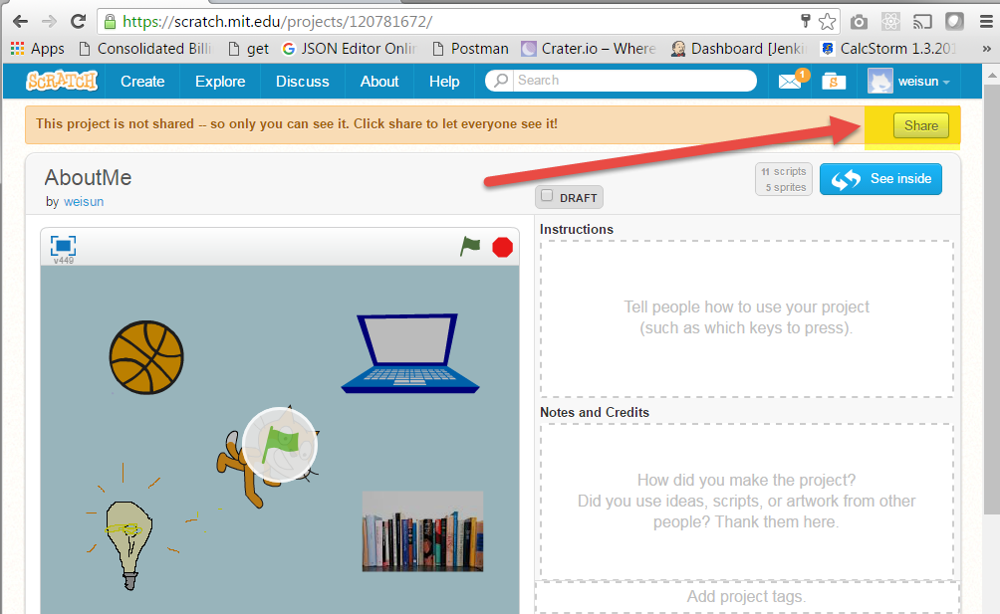 https://scratch.mit.edu/projects/120781672/
Apps Consolidated Billi get JSON Editor Onlin Postman Crater.io – Where Dashboard [Jenki CalcStorm 1.3.201 »
SCRATCH Create Explore Discuss About Help Search 1 S weisun
This project is not shared -- so only you can see it. Click share to let everyone see it!
Share
AboutMe
by weisun
DRAFT
11 scripts
5 sprites
See inside
v449
Instructions
Tell people how to use your project
(such as which keys to press).
Notes and Credits
How did you make the project?
Did you use ideas, scripts, or artwork from other
people? Thank them here.
Add project tags.